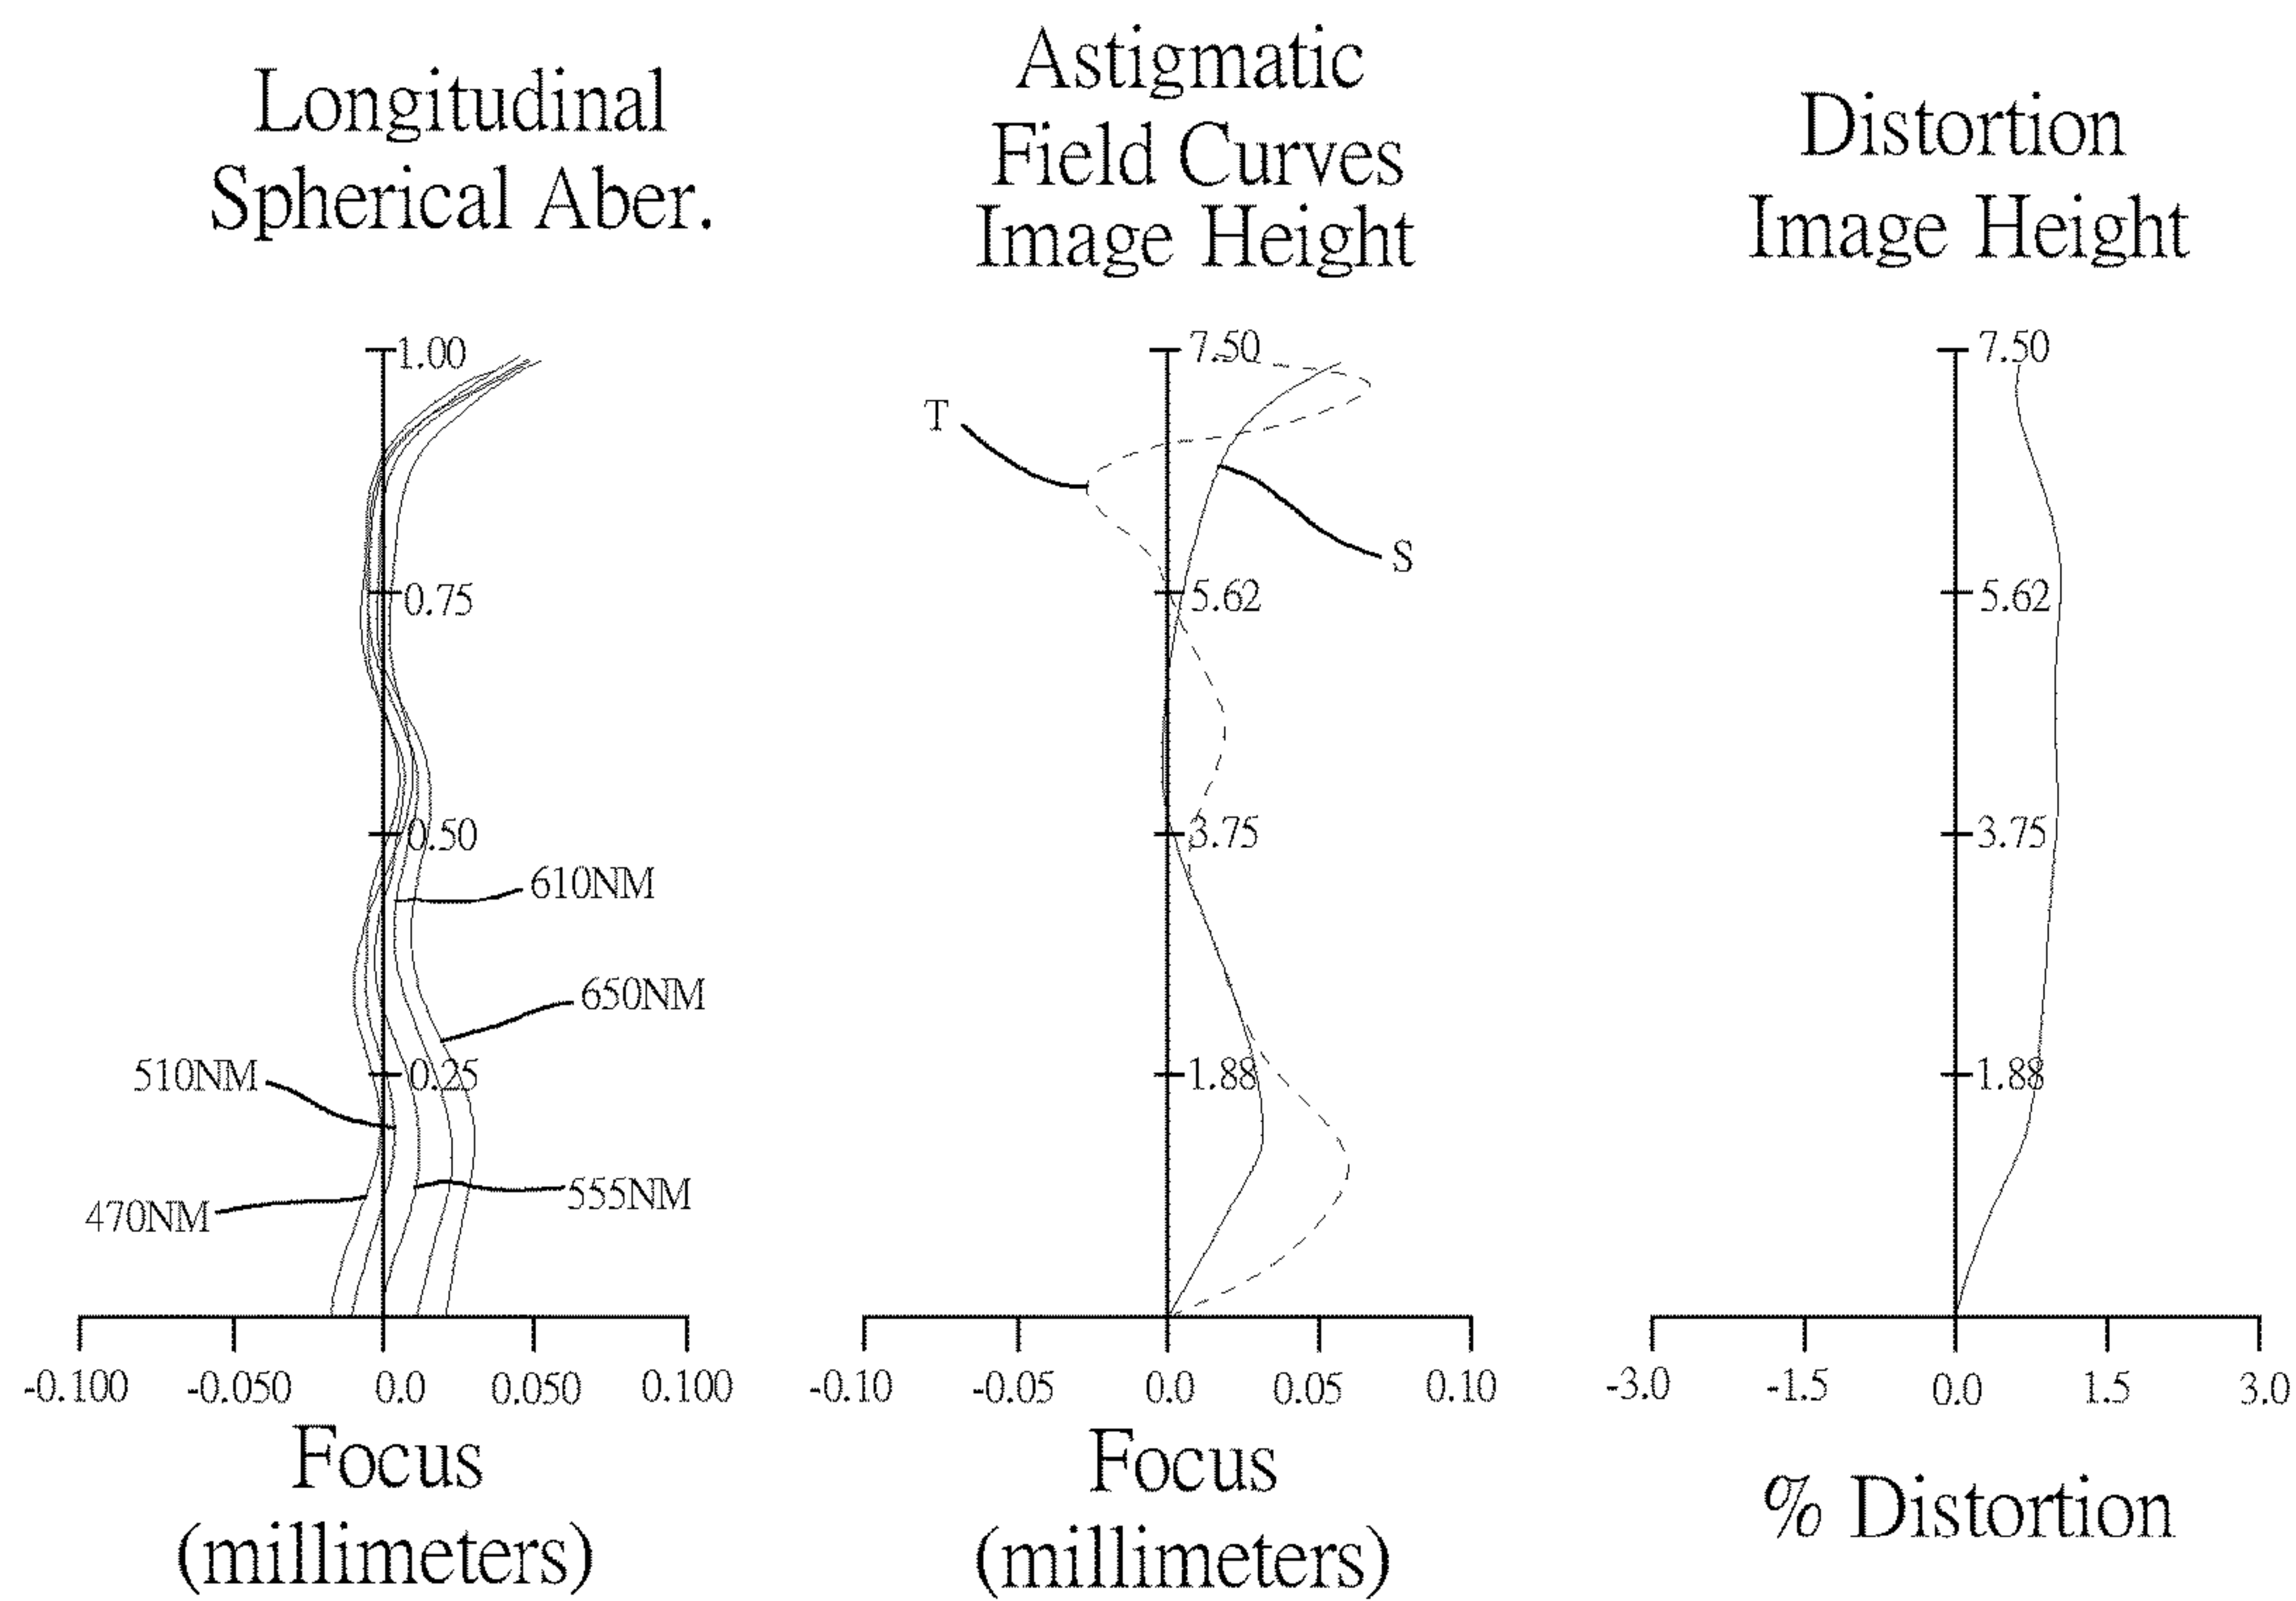 Longitudinal
Spherical Aber.
1.00
0.75
0.50
610NM
650NM
510NM
0.25
555NM
470NM
-0.100 -0.050 0.0 0.050 0.100
Focus
(millimeters)
Astigmatic
Field Curves
Image Height
7.50
T
S
5.62
3.75
1.88
-0.10 -0.05 0.0 0.05 0.10
Focus
(millimeters)
Distortion
Image Height
7.50
5.62
3.75
1.88
-3.0 -1.5 0.0 1.5 3.0
% Distortion